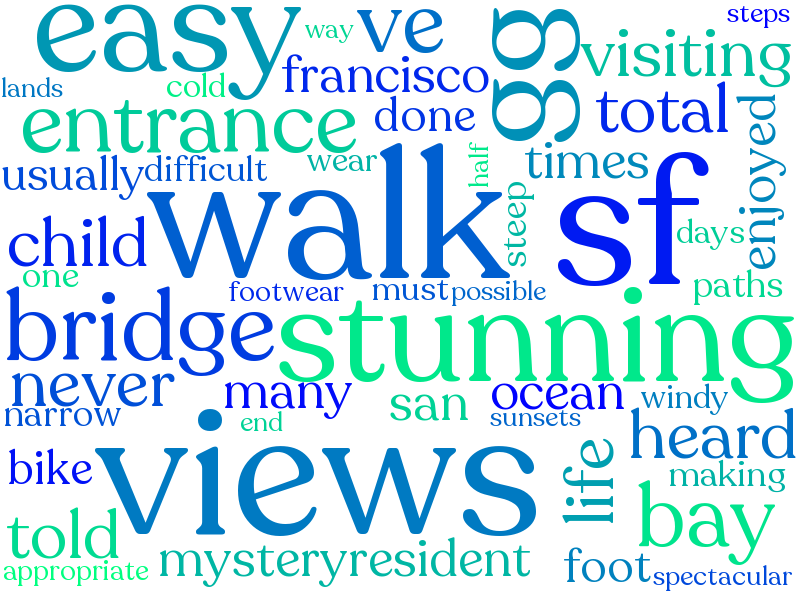 easy
way
ve
gg
steps
visiting
lands
cold
francisco
entrance
done
total
enjoyed
usually
difficult
wear
half
times
walk
sf
steep
child
days
one
footwear
must
possible
paths
bridge
stunning
never
many
san
ocean
windy
narrow
end
sunsets
heard
views
life
bike
making
told
bay
mystery
resident
foot
appropriate
spectacular